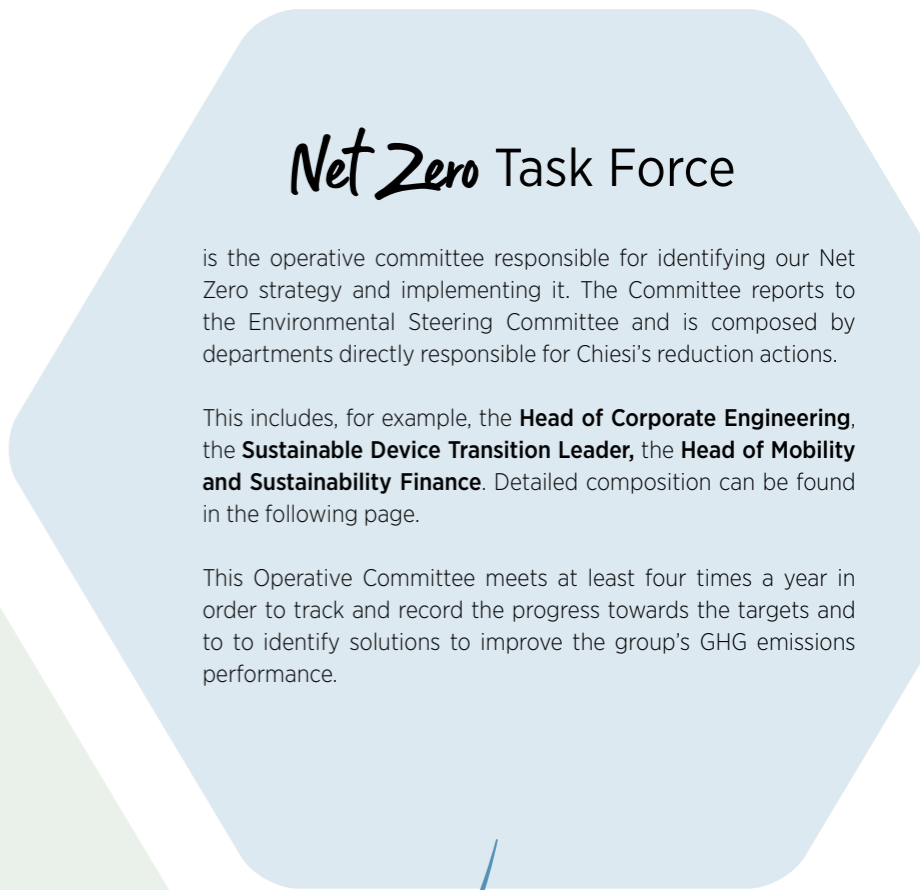 Net Zero Task Force
is the operative committee responsible for identifying our Net
Zero strategy and implementing it. The Committee reports to
the Environmental Steering Committee and is composed by
departments directly responsible for Chiesi’s reduction actions.
This includes, for example, the Head of Corporate Engineering,
the Sustainable Device Transition Leader, the Head of Mobility
and Sustainability Finance. Detailed composition can be found
in the following page.
This Operative Committee meets at least four times a year in
order to track and record the progress towards the targets and
to to identify solutions to improve the group’s GHG emissions
performance.